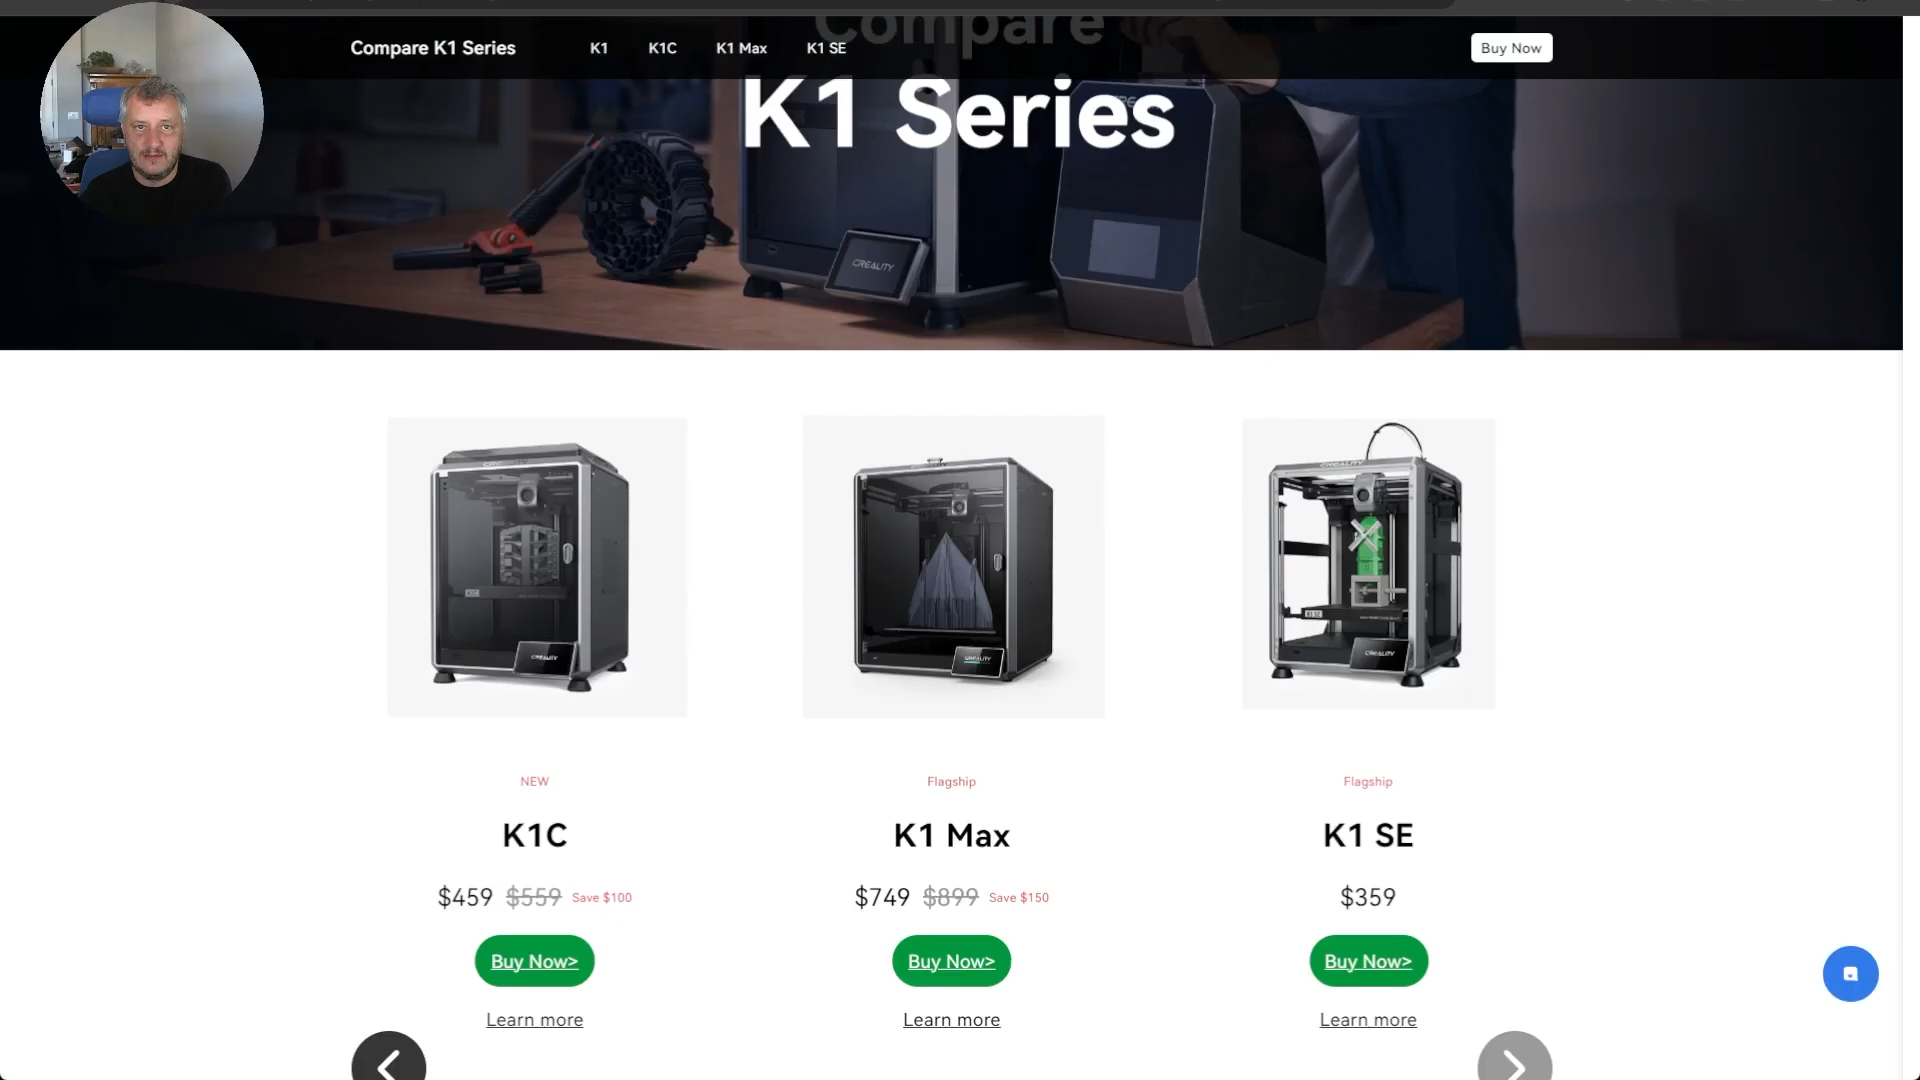 Compare
Compare K1 Series K1 K1C K1 Max K1 SE Buy Now
K1 Series
CREALITY
NEW
K1C
$459 $559 Save $100
Buy Now>
Learn more
Flagship
K1 Max
$749 $899 Save $150
Buy Now>
Learn more
Flagship
K1 SE
$359
Buy Now>
Learn more